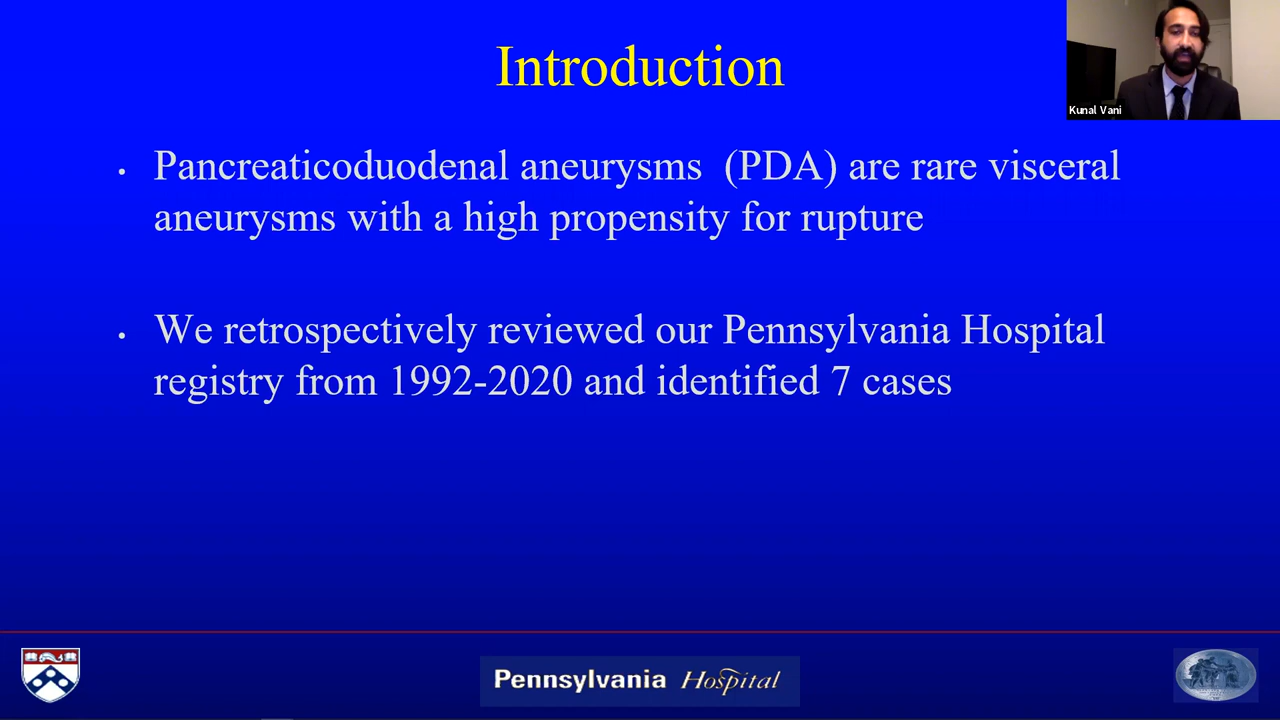 Introduction
Kunal Vani
• Pancreaticoduodenal aneurysms (PDA) are rare visceral
aneurysms with a high propensity for rupture
• We retrospectively reviewed our Pennsylvania Hospital
registry from 1992-2020 and identified 7 cases
Pennsylvania Hospital